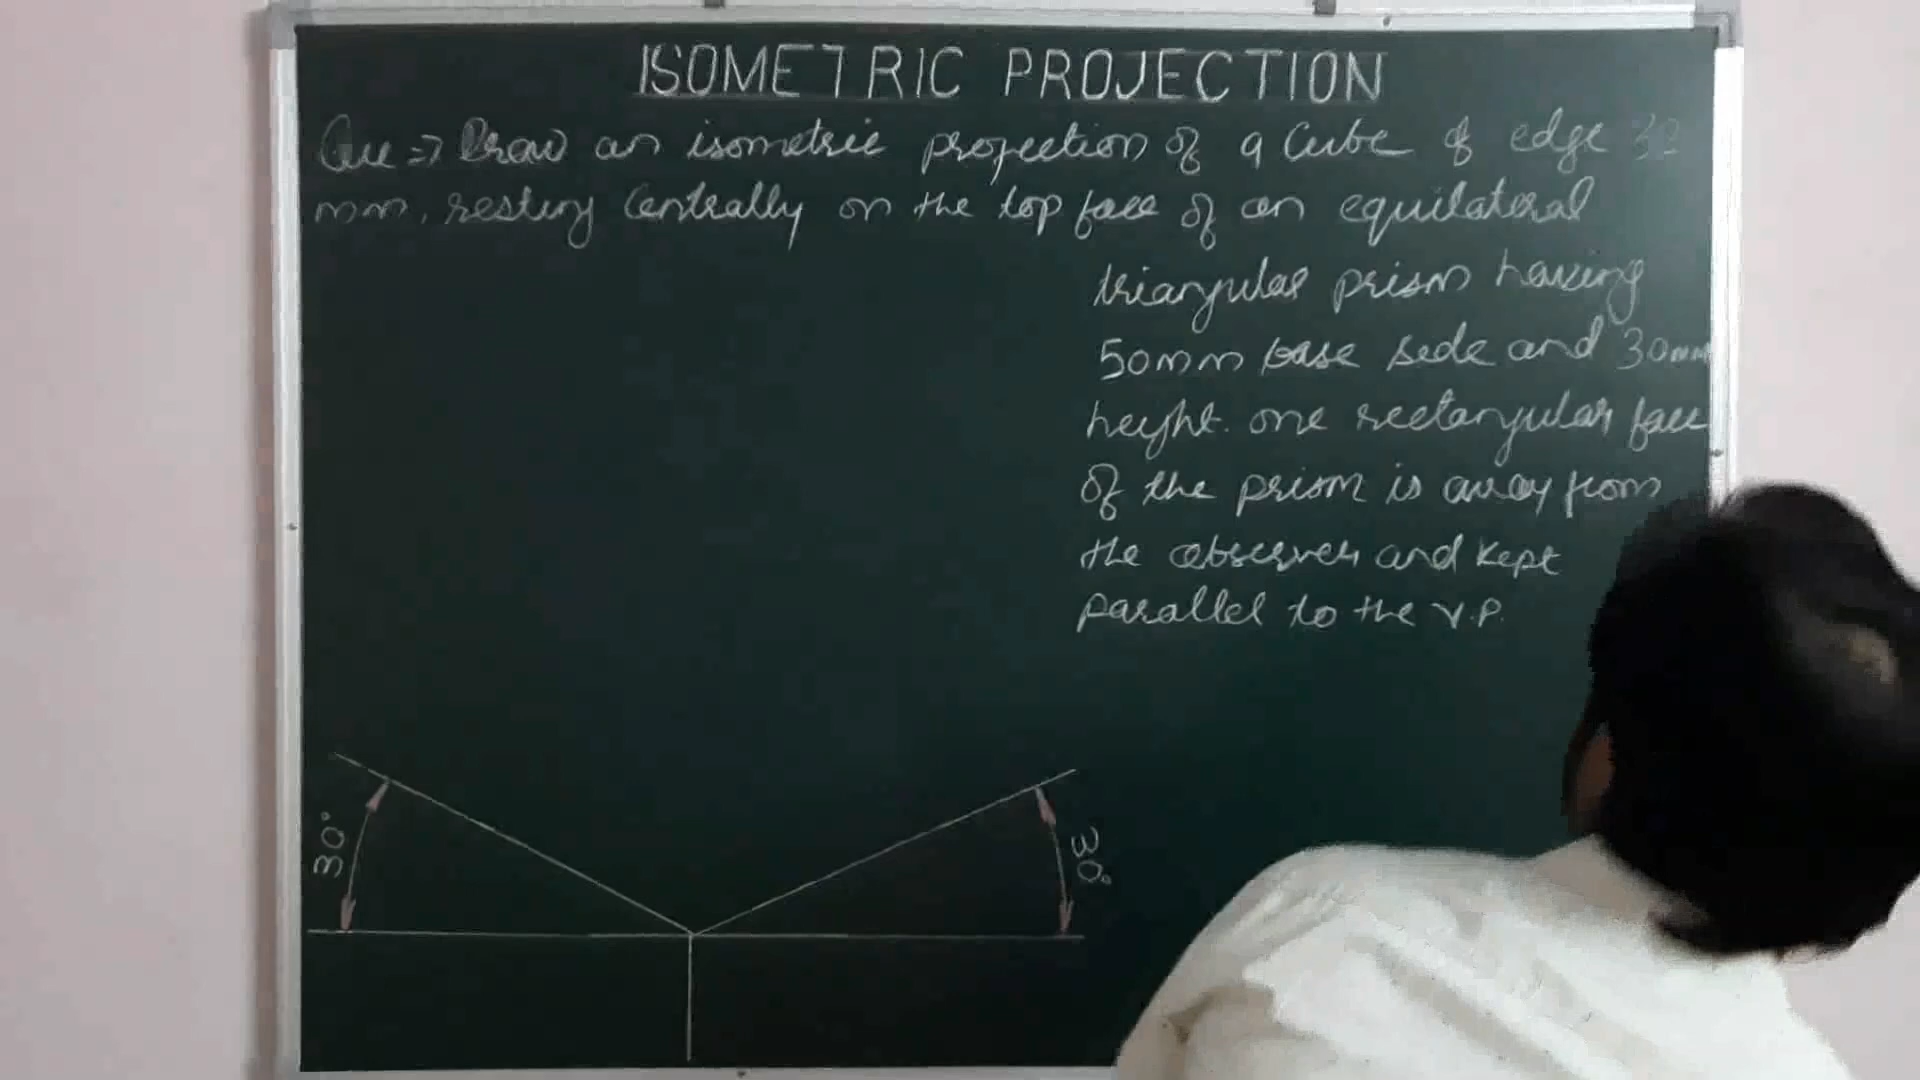 ISOMETRIC PROJECTION
Que => Draw an isometric projection of a Cube of edge
mm, resting Centrally on the top face of an equilateral
triangular prism having
50mm base side and 30mm
height. one rectangular face
of the prism is away from
the observer and kept
parallel to the V.P.
30°
30°